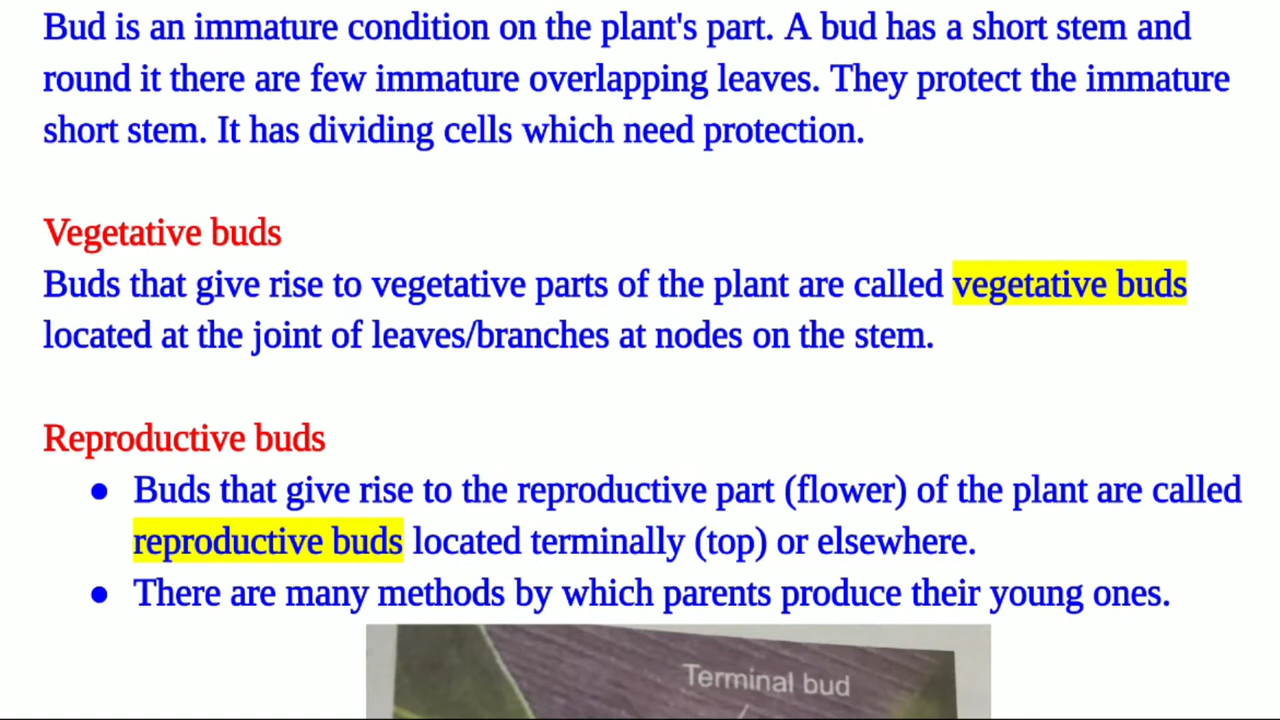 Bud is an immature condition on the plant's part. A bud has a short stem and
round it there are few immature overlapping leaves. They protect the immature
short stem. It has dividing cells which need protection.
Vegetative buds
Buds that give rise to vegetative parts of the plant are called vegetative buds
located at the joint of leaves/branches at nodes on the stem.
Reproductive buds
● Buds that give rise to the reproductive part (flower) of the plant are called
reproductive buds located terminally (top) or elsewhere.
● There are many methods by which parents produce their young ones.
Terminal bud